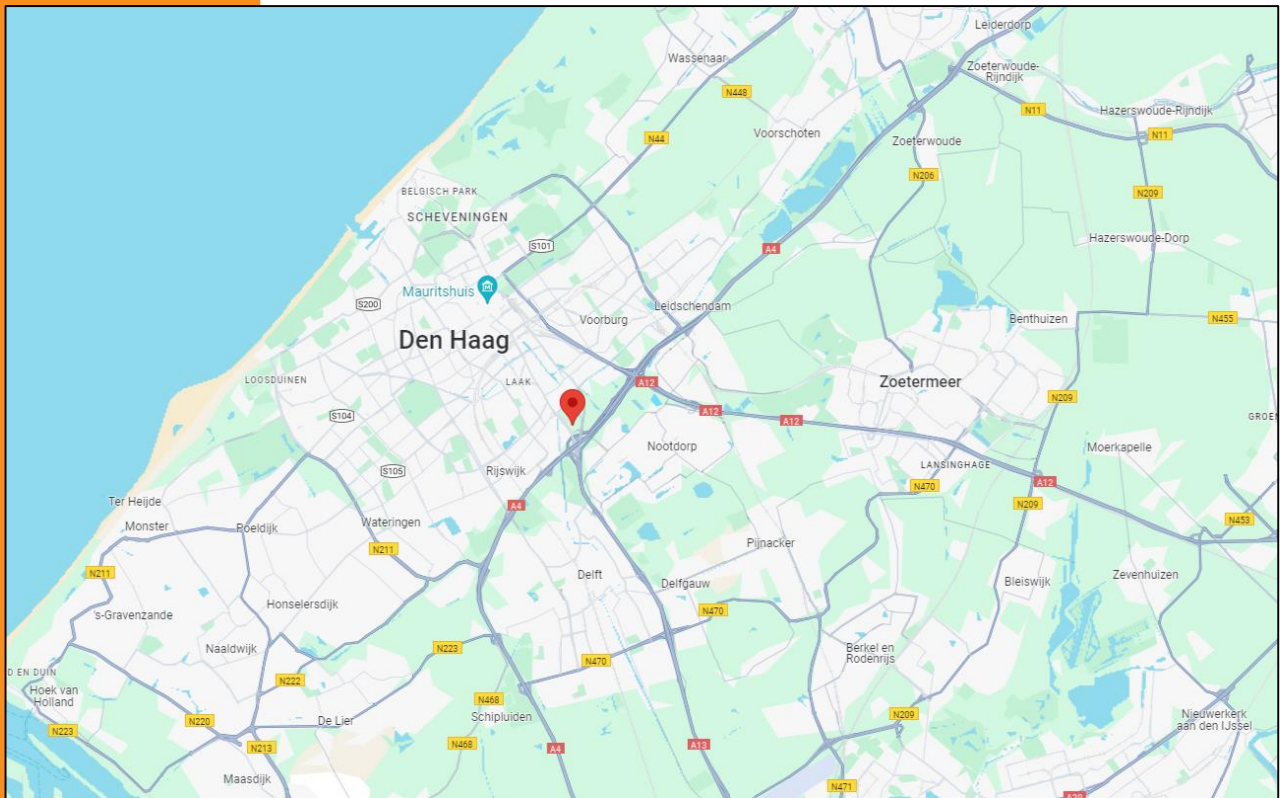 Leiderdorp
Wassenaar
Zoeterwoude-
Rijndijk
N448
N11
Hazerswoude-Rijndijk
N44
Voorschoten
N11
Zoeterwoude
N206
BELGISCH PARK
N209
SCHEVENINGEN
S101
A4
Hazerswoude-Dorp
Mauritshuis
S200
Leidschendam
Voorburg
Benthuizen
N455
Den Haag
LOOSDUINEN
LAAK
A12
Zoetermeer
N209
S104
A12
A12
GROE
Nootdorp
Moerkapelle
S105
Rijswijk
LANSINGHAGE
A12
N470
Ter Heijde
A4
N209
Monster
Poeldijk
Wateringen
N453
N211
Pijnacker
N211
Delft
Delfgauw
Bleiswijk
Zevenhuizen
's-Gravenzande
Honselersdijk
N470
Naaldwijk
N223
Berkel en
Rodenrijs
N470
D EN DUIN
N222
Hoek van
Holland
N468
N220
De Lier
Schipluiden
N209
Nieuwerkerk
aan den IJssel
N223
N213
N468
A4
A13
Maasdijk
N471
A20